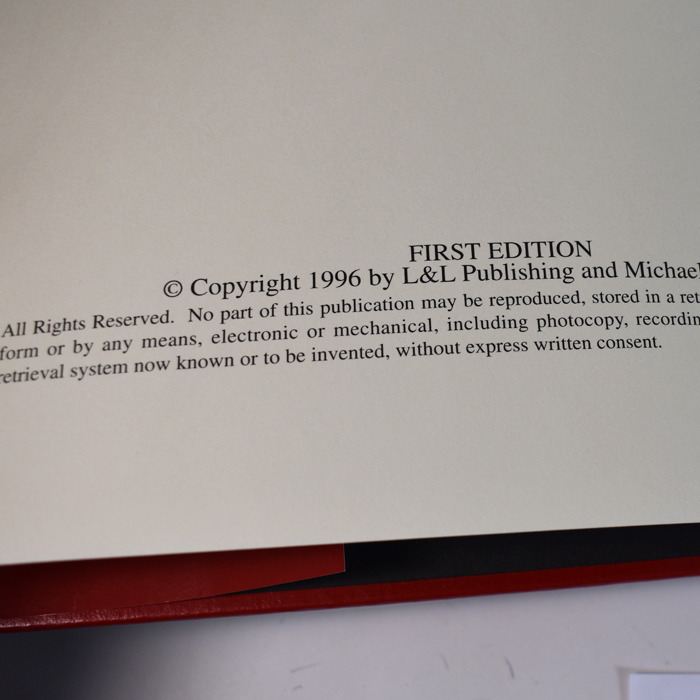 FIRST EDITION
© Copyright 1996 by L&L Publishing and Michael
All Rights Reserved. No part of this publication may be reproduced, stored in a ret
form or by any means, electronic or mechanical, including photocopy, recordin
retrieval system now known or to be invented, without express written consent.